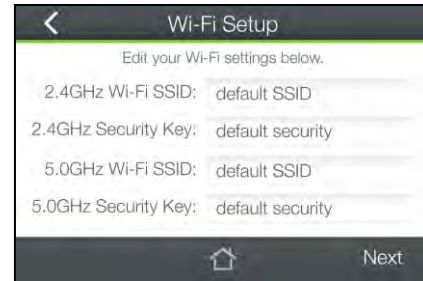 Wi-Fi Setup
Edit your Wi-Fi settings below.
2.4GHz Wi-Fi SSID: default SSID
2.4GHz Security Key: default security
5.0GHz Wi-Fi SSID: default SSID
5.0GHz Security Key: default security
Next